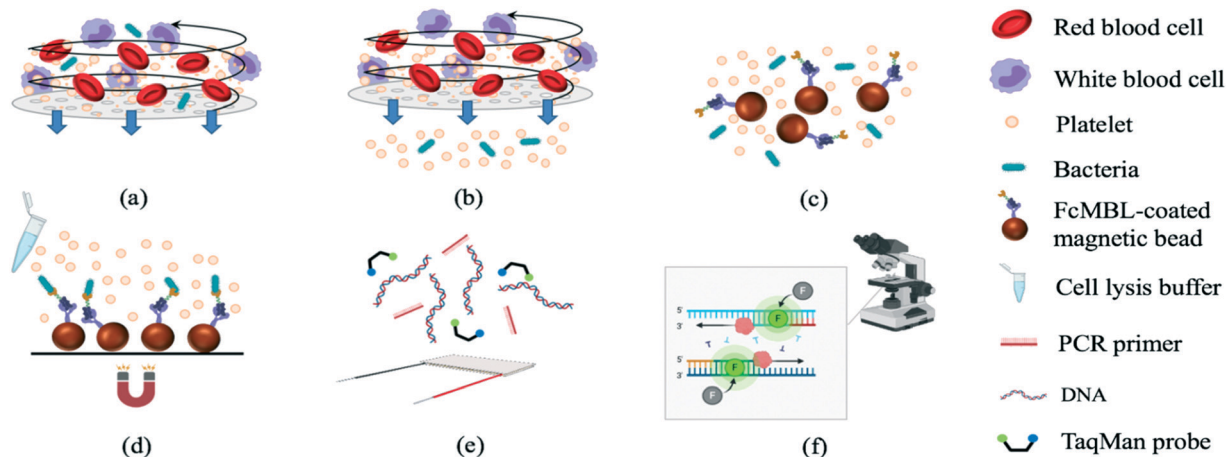 (a)
(b)
(c)
(d)
(e)
5'
3'
F
F
5'
3'
F
F
(f)
Red blood cell
White blood cell
Platelet
Bacteria
FcMBL-coated
magnetic bead
Cell lysis buffer
PCR primer
DNA
TaqMan probe